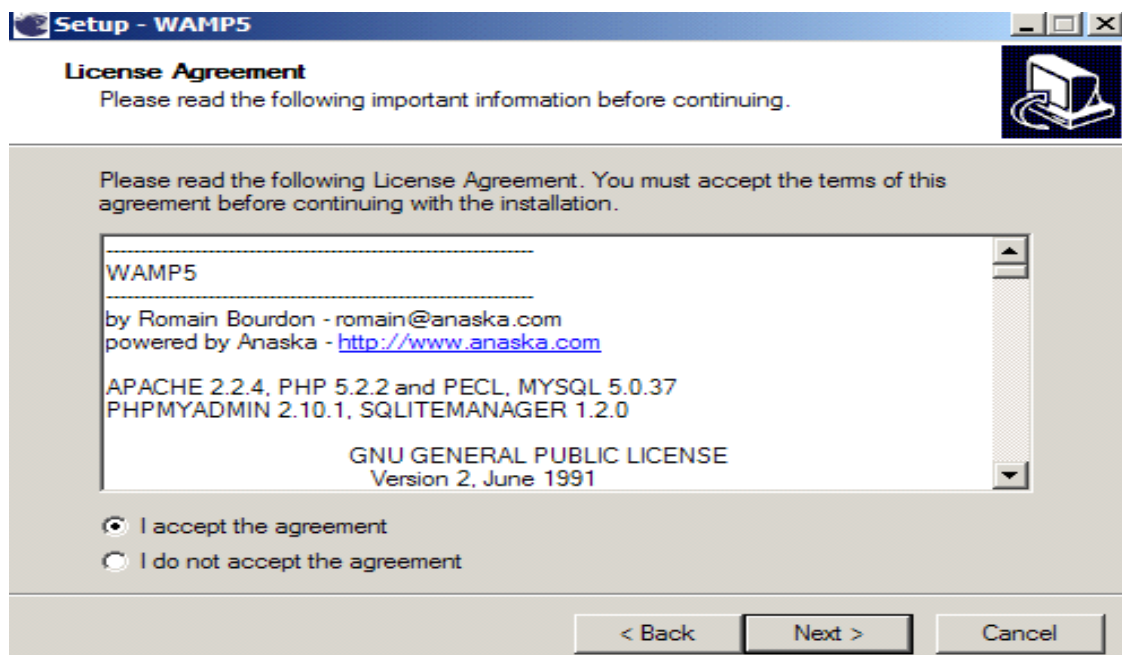 Setup - WAMP5
License Agreement
Please read the following important information before continuing.
Please read the following License Agreement. You must accept the terms of this
agreement before continuing with the installation.
------------------------------------------------------------
WAMP5
------------------------------------------------------------
by Romain Bourdon - romain@anaska.com
powered by Anaska - http://www.anaska.com
APACHE 2.2.4, PHP 5.2.2 and PECL, MYSQL 5.0.37
PHPMYADMIN 2.10.1, SQLITEMANAGER 1.2.0
GNU GENERAL PUBLIC LICENSE
Version 2, June 1991
I accept the agreement
I do not accept the agreement
< Back Next > Cancel